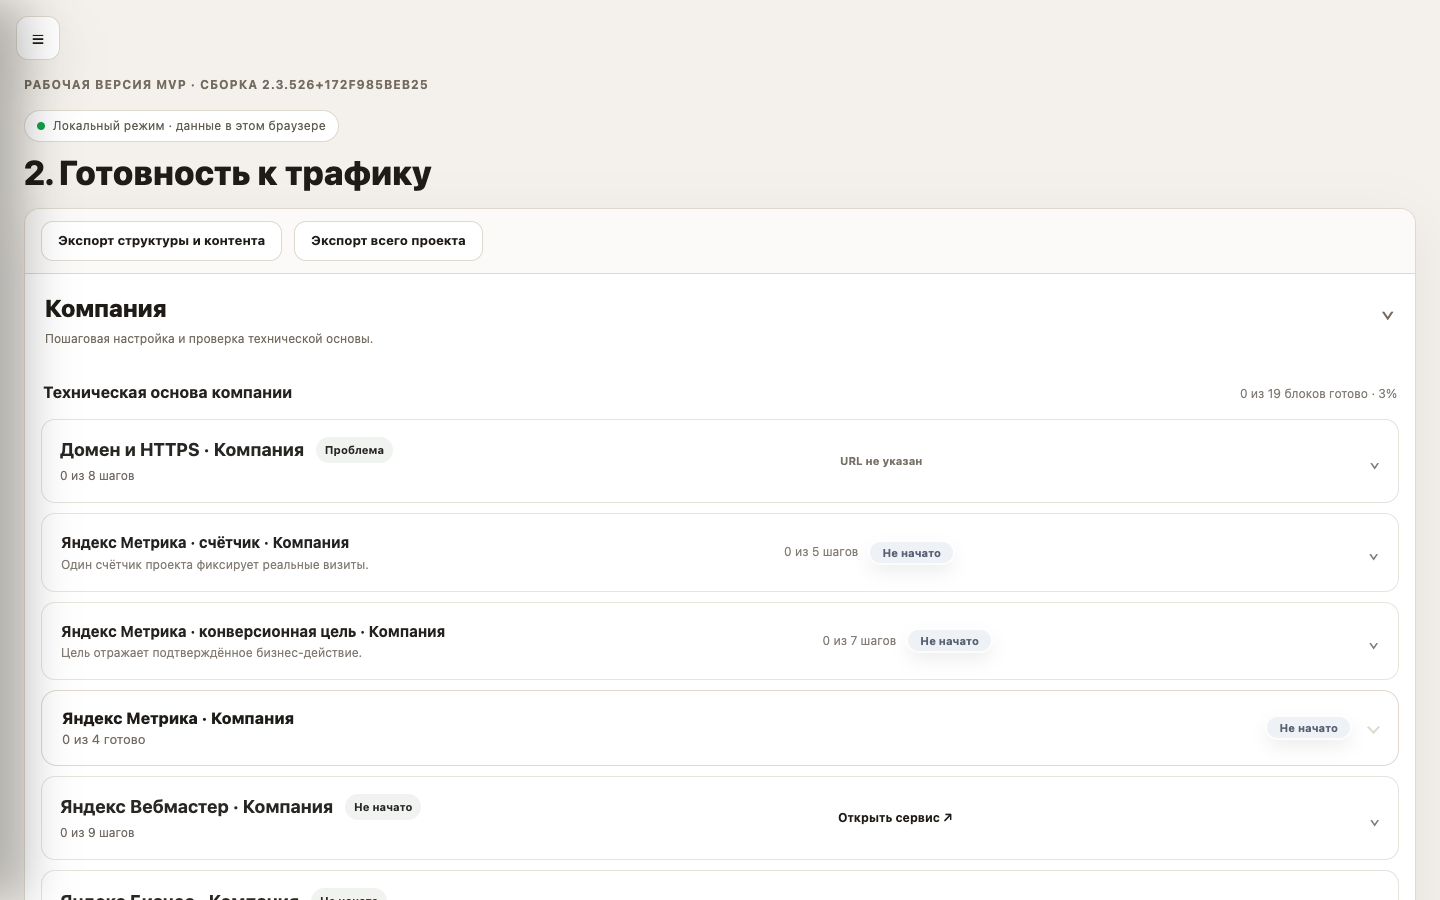 РАБОЧАЯ ВЕРСИЯ MVP · СБОРКА 2.3.526+172F985BEB25
Локальный режим · данные в этом браузере
2. Готовность к трафику
Экспорт структуры и контента
Экспорт всего проекта
Компания
Пошаговая настройка и проверка технической основы.
Техническая основа компании
0 из 19 блоков готово · 3%
Домен и HTTPS · Компания
Проблема
0 из 8 шагов
URL не указан
Яндекс Метрика · счётчик · Компания
Один счётчик проекта фиксирует реальные визиты.
0 из 5 шагов
Не начато
Яндекс Метрика · конверсионная цель · Компания
Цель отражает подтверждённое бизнес-действие.
0 из 7 шагов
Не начато
Яндекс Метрика · Компания
0 из 4 готово
Не начато
Яндекс Вебмастер · Компания
Не начато
0 из 9 шагов
Открыть сервис ↗
Яндекс Бизнес · Компания
Не начато